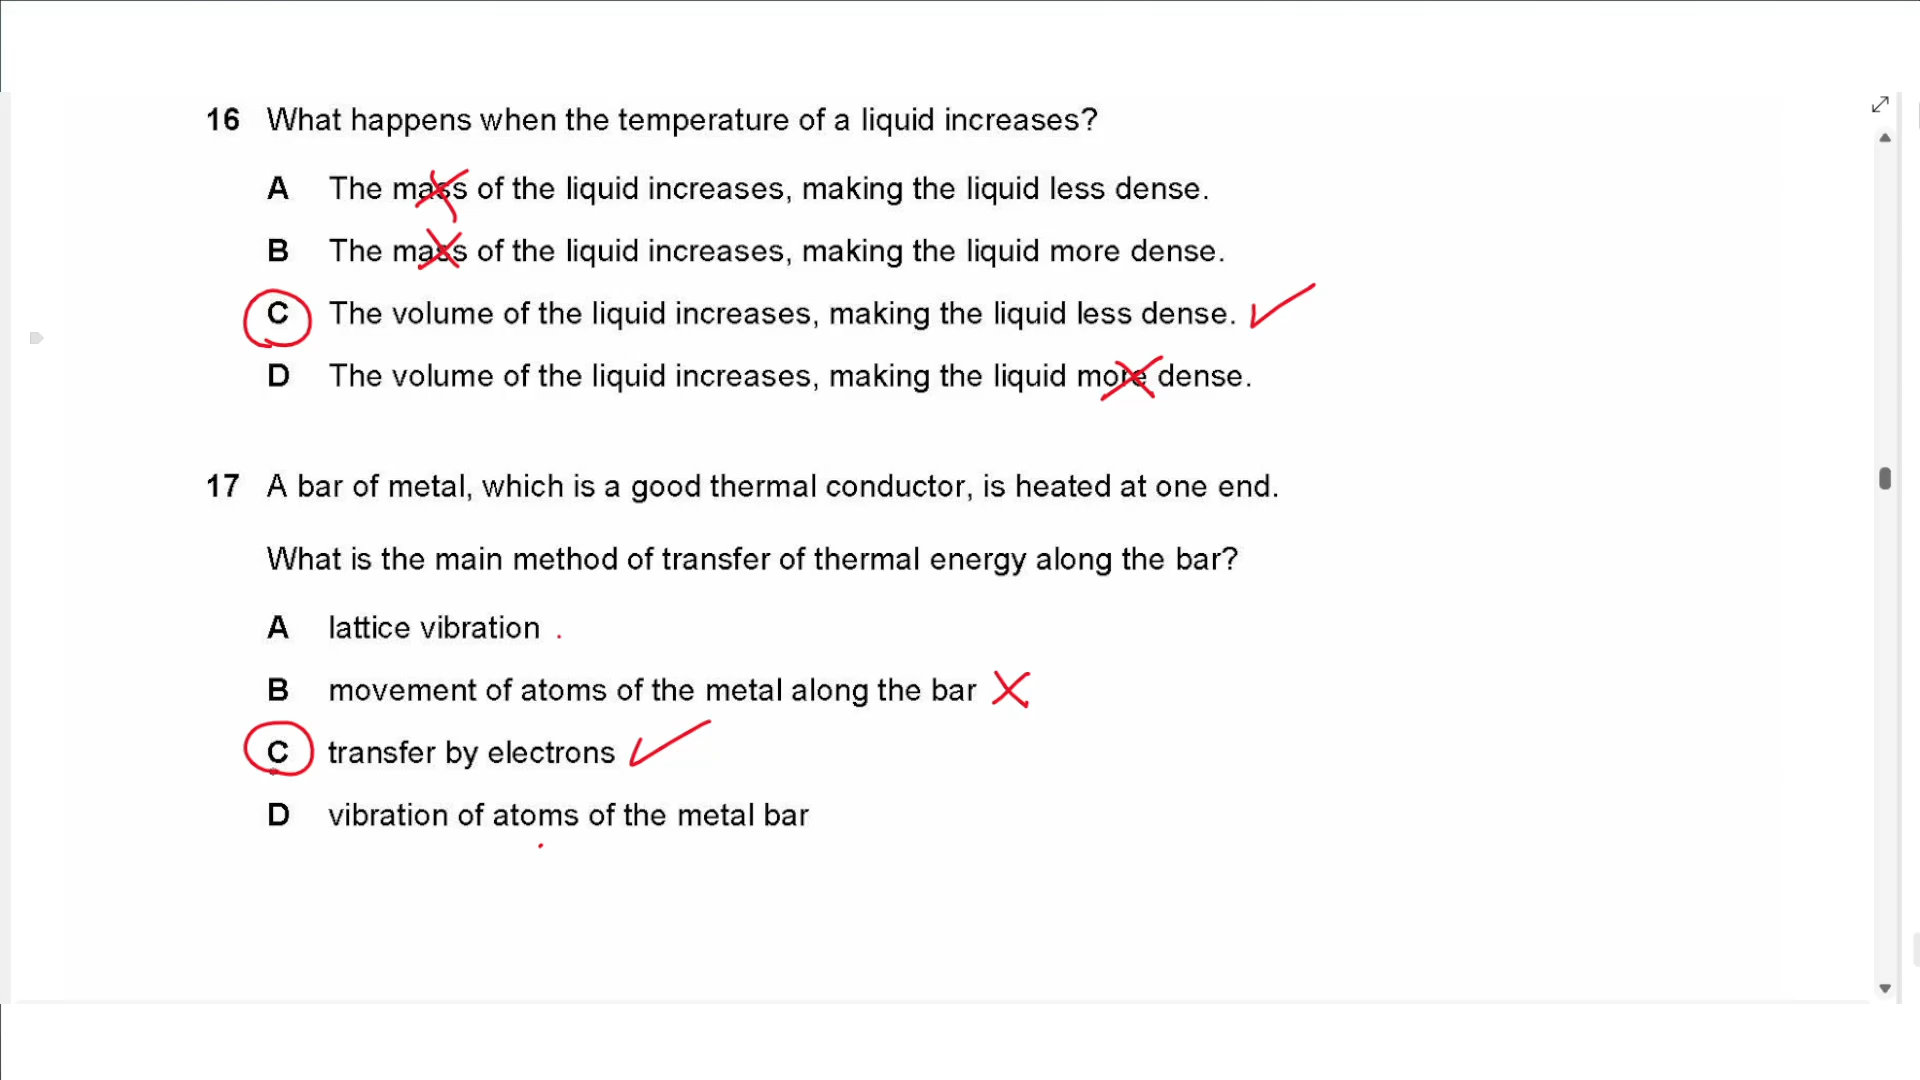 16 What happens when the temperature of a liquid increases?
A The mass of the liquid increases, making the liquid less dense.
B The mass of the liquid increases, making the liquid more dense.
C The volume of the liquid increases, making the liquid less dense.
D The volume of the liquid increases, making the liquid more dense.
17 A bar of metal, which is a good thermal conductor, is heated at one end.
What is the main method of transfer of thermal energy along the bar?
A lattice vibration
B movement of atoms of the metal along the bar
C transfer by electrons
D vibration of atoms of the metal bar